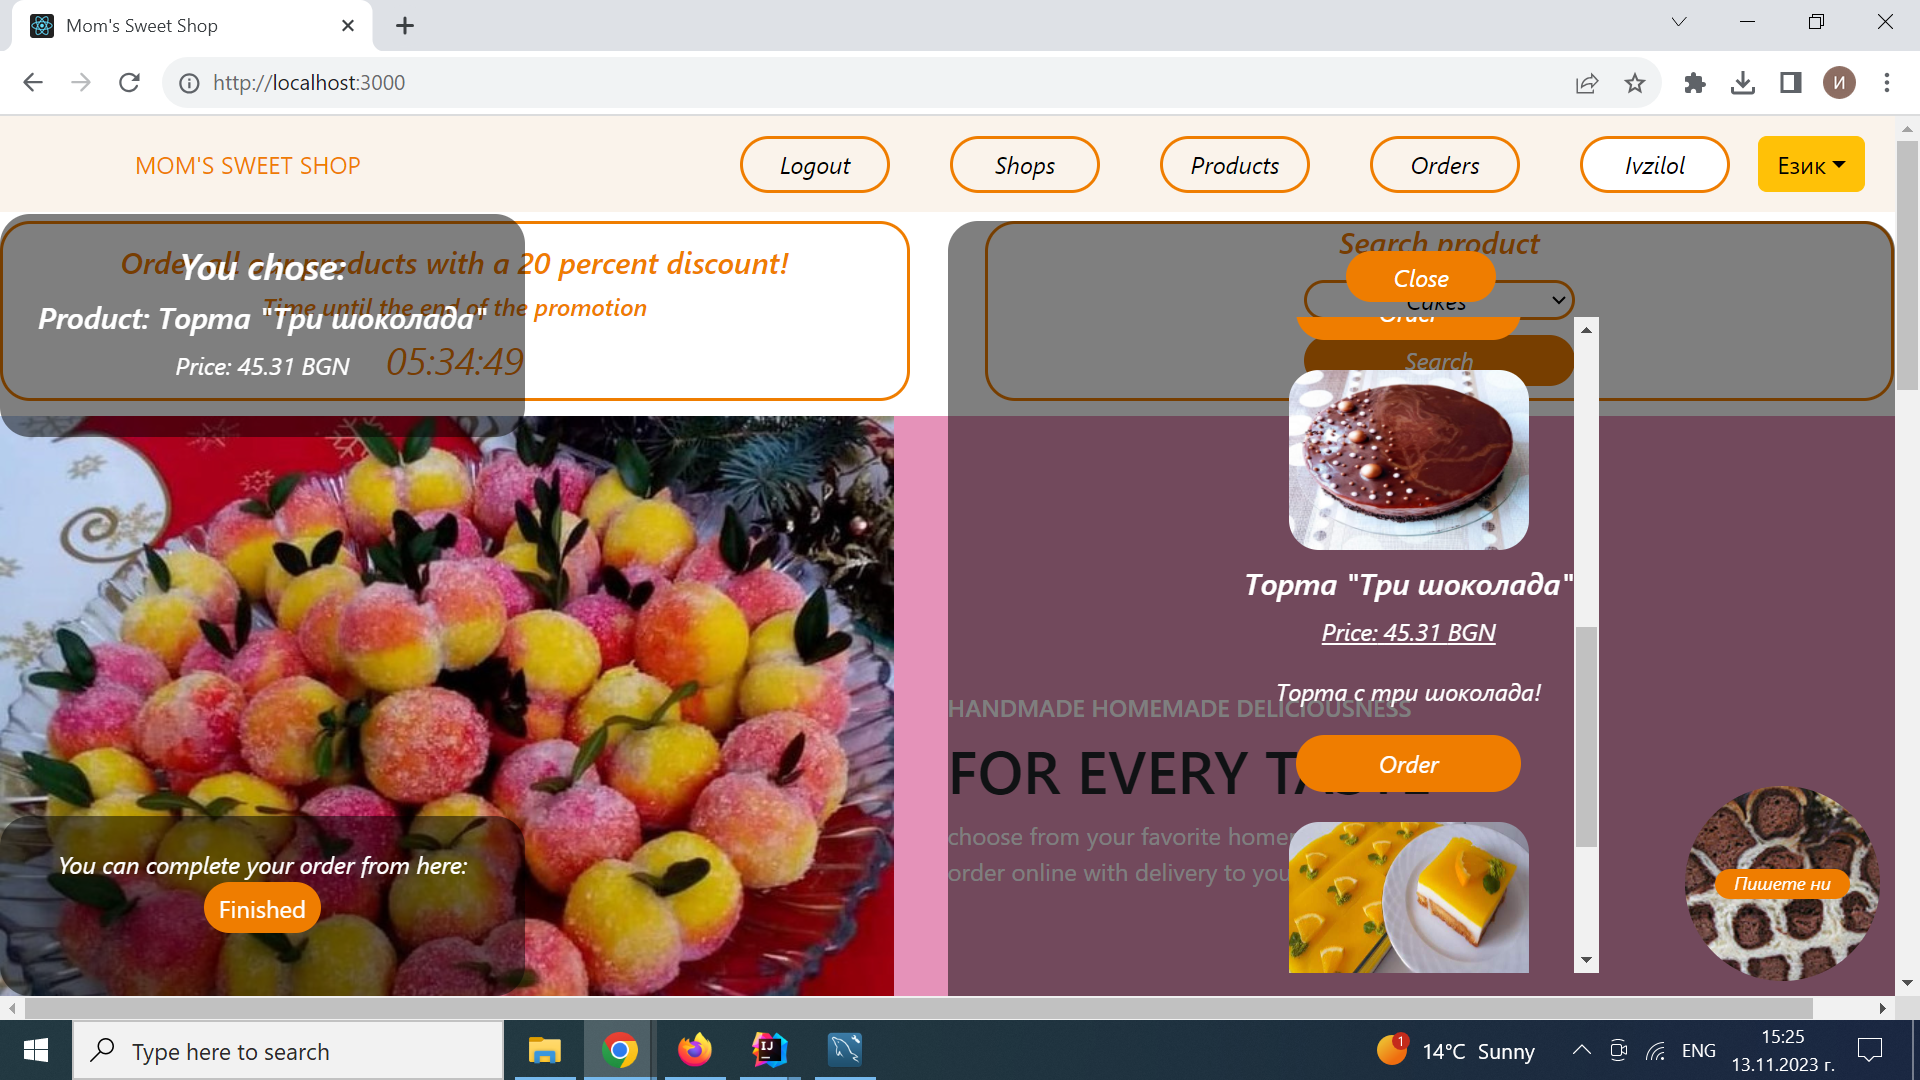 Mom's Sweet Shop
http://localhost:3000
И
MOM'S SWEET SHOP
Logout
Shops
Products
Orders
Ivzilol
Език
Order all our products with a 20 percent discount!
Time until the end of the promotion
05:34:49
You chose:
Product: Торта "Три шоколада"
Price: 45.31 BGN
Search product
Close
Cakes
Order
Search
Торта "Три шоколада"
Price: 45.31 BGN
Торта с три шоколада!
Order
HANDMADE HOMEMADE DELICIOUSNESS
FOR EVERY TASTE
choose from your favorite home
order online with delivery to you
You can complete your order from here:
Finished
Пишете ни
Type here to search
IJ
1
14°C Sunny
ENG
15:25
13.11.2023 г.